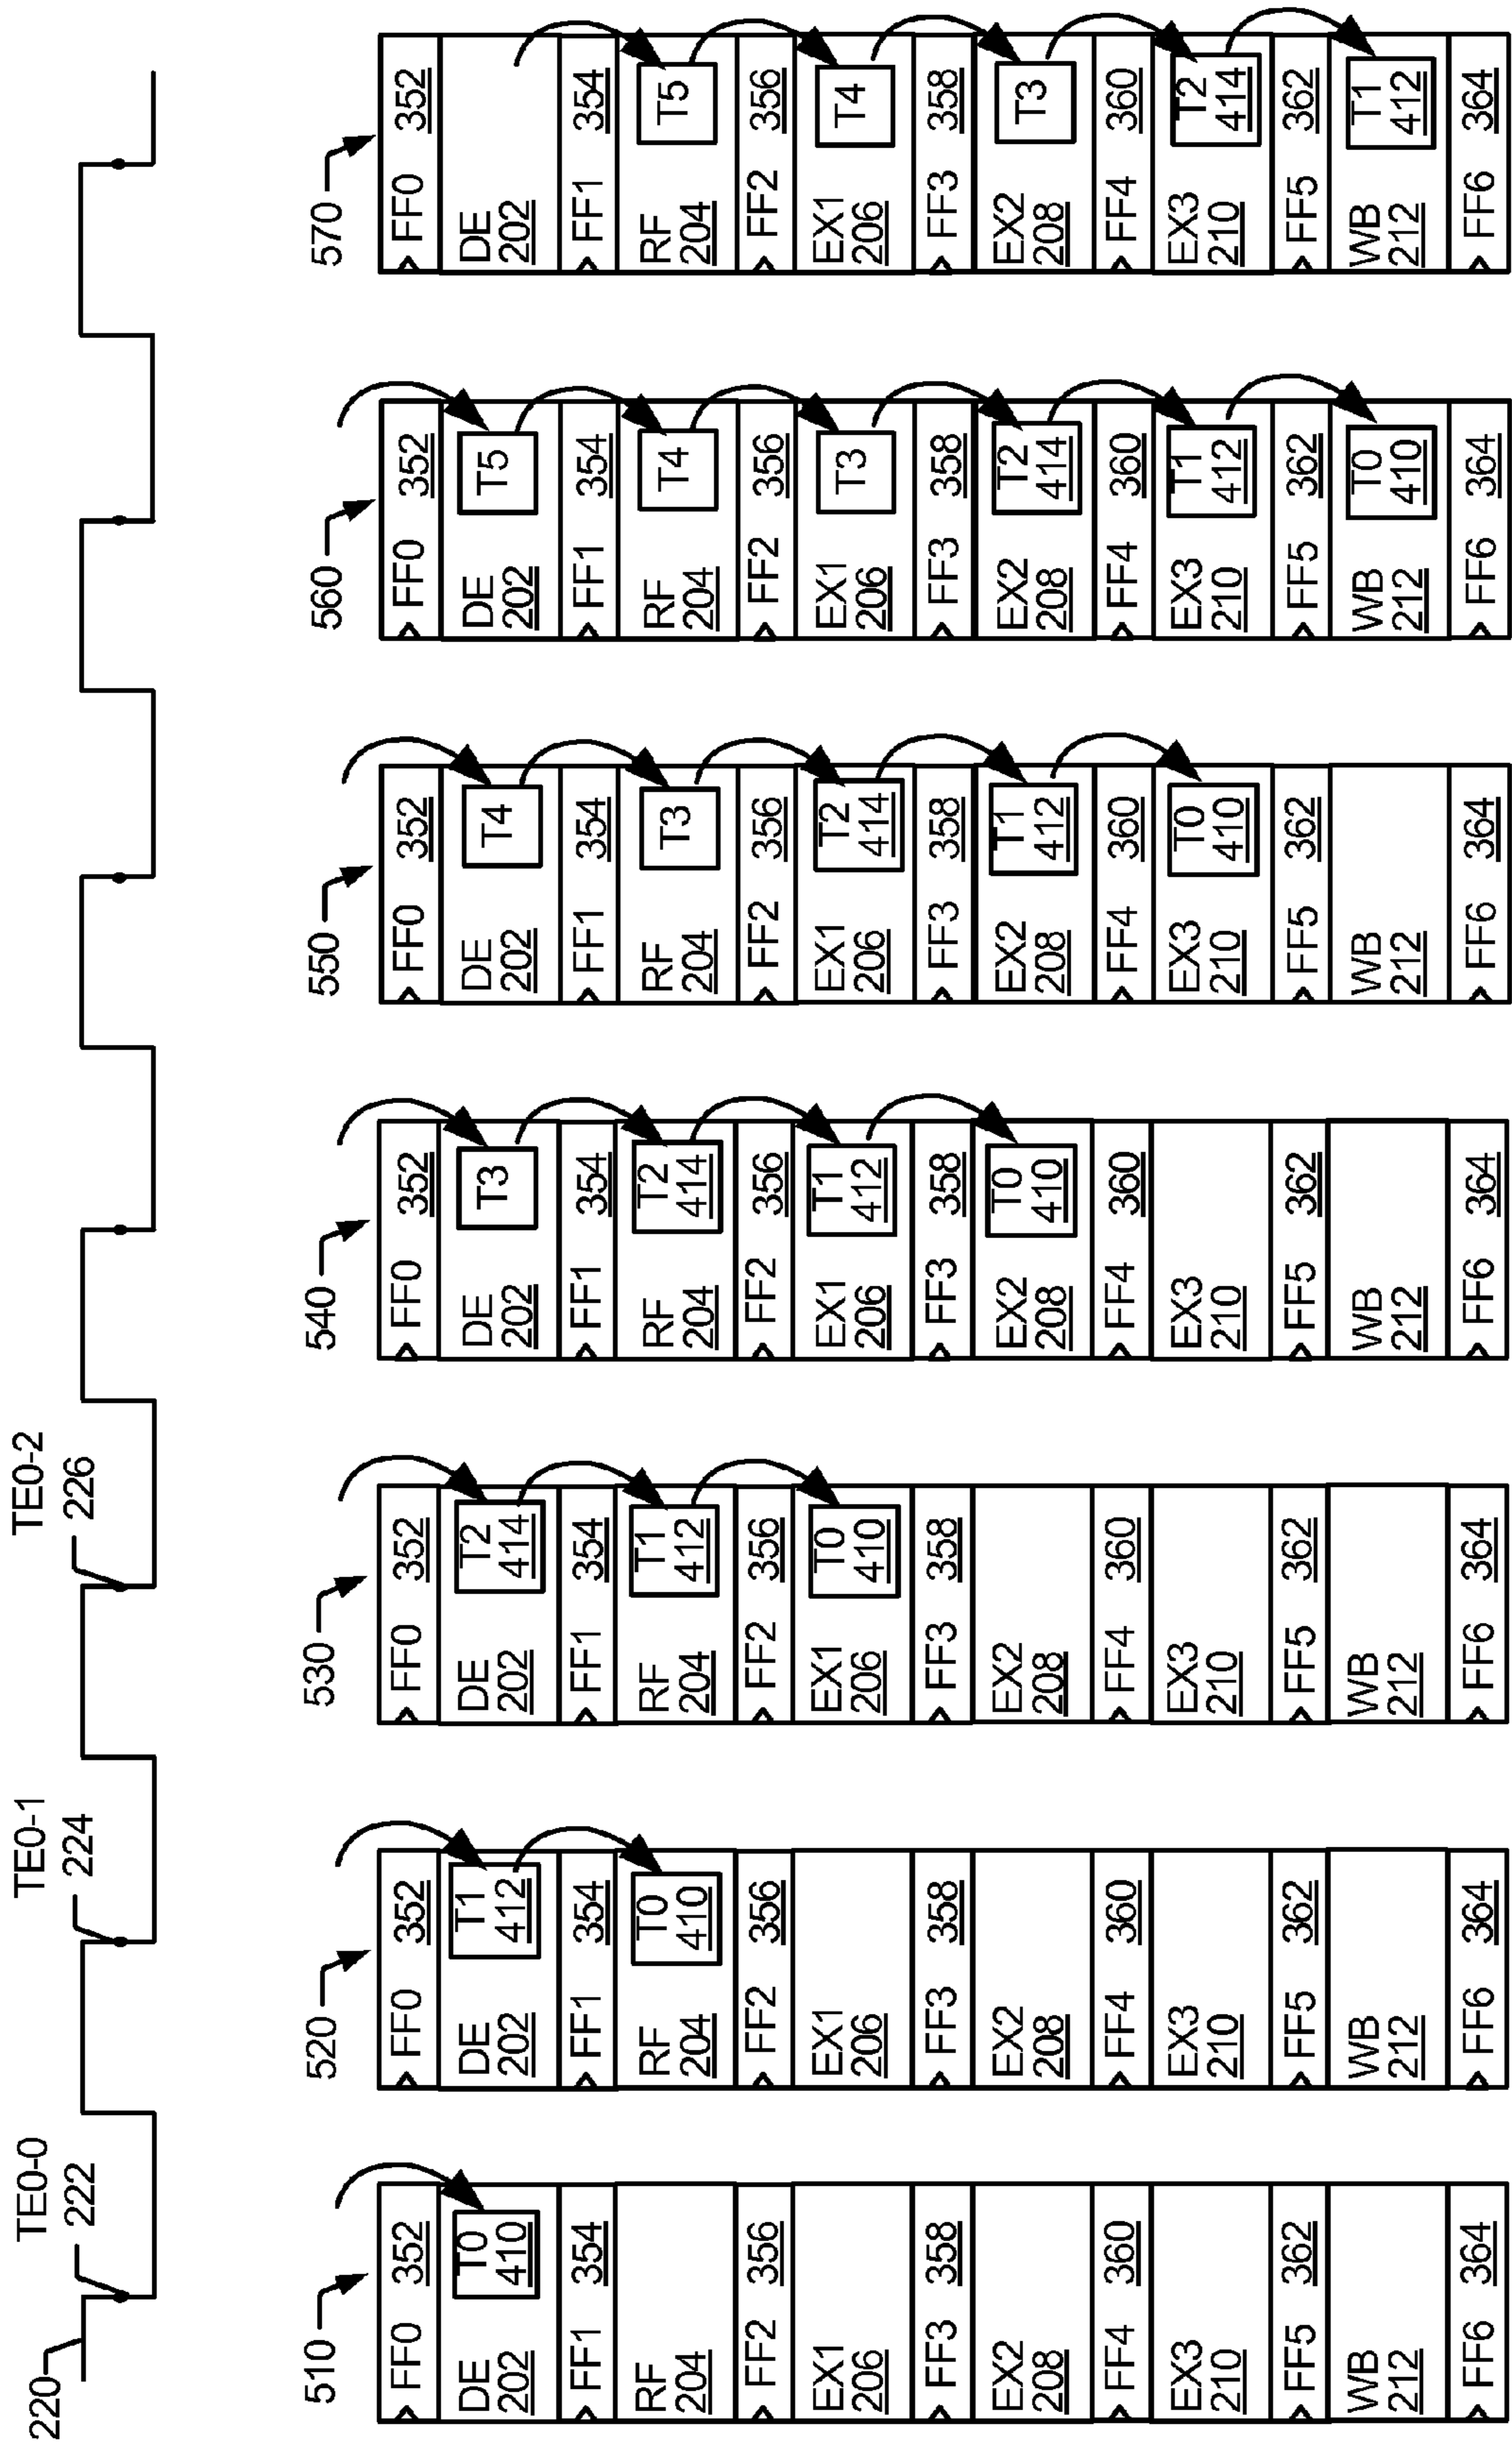 220
TE0-0
222
TE0-1
224
TE0-2
226
510
FF0 352
DE
202
T0
410
FF1 354
RF
204
FF2 356
EX1
206
FF3 358
EX2
208
FF4 360
EX3
210
FF5 362
WB
212
FF6 364
520
FF0 352
DE
202
T1
412
FF1 354
RF
204
T0
410
FF2 356
EX1
206
FF3 358
EX2
208
FF4 360
EX3
210
FF5 362
WB
212
FF6 364
530
FF0 352
DE
202
T2
414
FF1 354
RF
204
T1
412
FF2 356
EX1
206
T0
410
FF3 358
EX2
208
FF4 360
EX3
210
FF5 362
WB
212
FF6 364
540
FF0 352
DE
202
T3
FF1 354
RF
204
T2
414
FF2 356
EX1
206
T1
412
FF3 358
EX2
208
T0
410
FF4 360
EX3
210
FF5 362
WB
212
FF6 364
550
FF0 352
DE
202
T4
FF1 354
RF
204
T3
FF2 356
EX1
206
T2
414
FF3 358
EX2
208
T1
412
FF4 360
EX3
210
T0
410
FF5 362
WB
212
FF6 364
560
FF0 352
DE
202
T5
FF1 354
RF
204
T4
FF2 356
EX1
206
T3
FF3 358
EX2
208
T2
414
FF4 360
EX3
210
T1
412
FF5 362
WB
212
T0
410
FF6 364
570
FF0 352
DE
202
FF1 354
RF
204
T5
FF2 356
EX1
206
T4
FF3 358
EX2
208
T3
FF4 360
EX3
210
T2
414
FF5 362
WB
212
T1
412
FF6 364